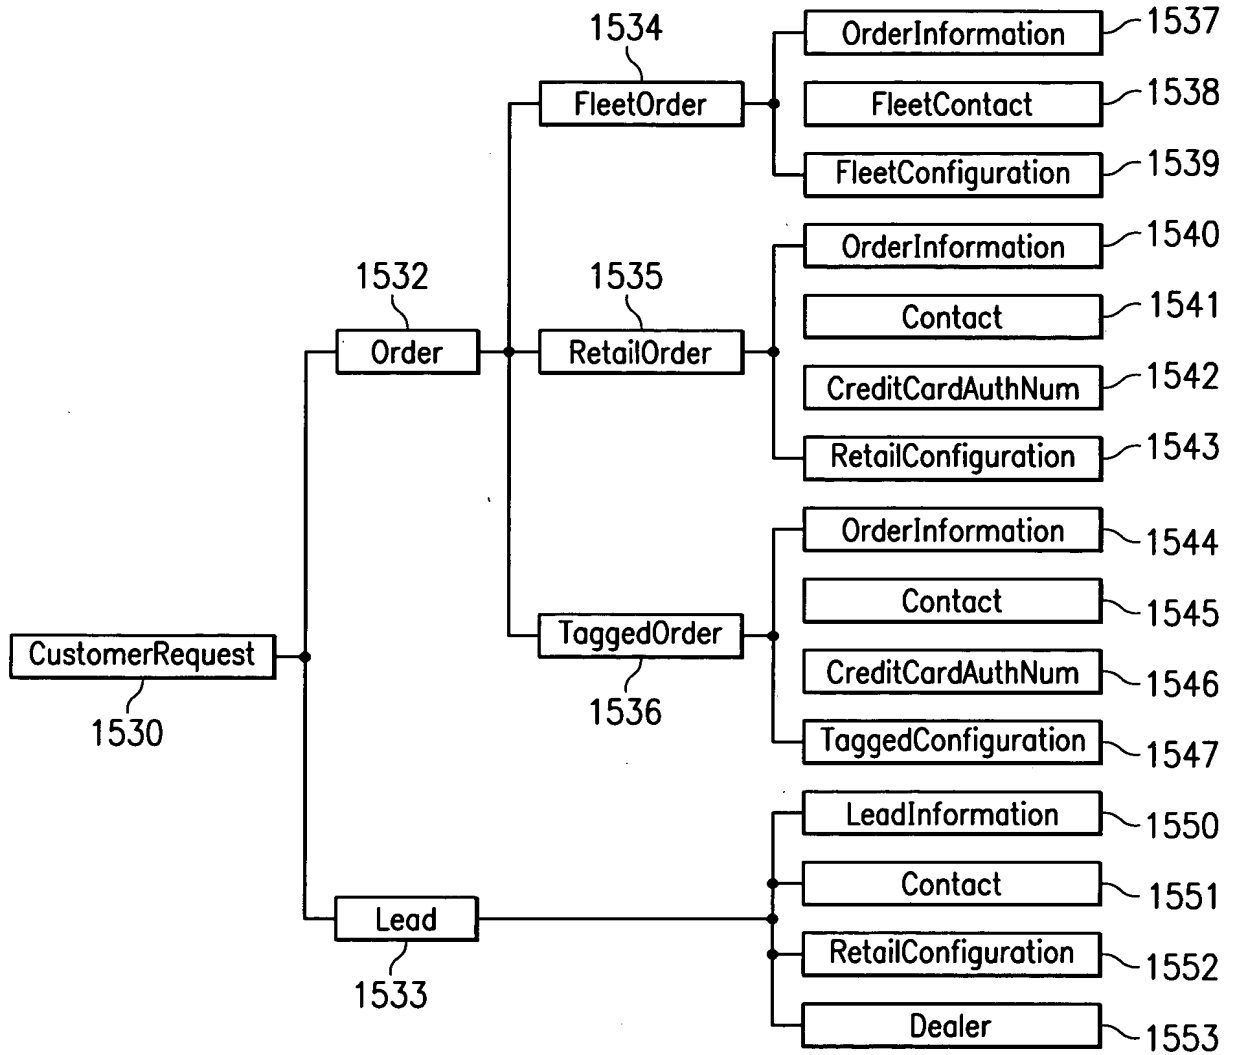 1534
OrderInformation 1537
FleetOrder
FleetContact 1538
FleetConfiguration 1539
OrderInformation 1540
1532
1535
Contact 1541
Order
RetailOrder
CreditCardAuthNum 1542
RetailConfiguration 1543
OrderInformation 1544
Contact 1545
TaggedOrder
CustomerRequest
CreditCardAuthNum 1546
1536
1530
TaggedConfiguration 1547
LeadInformation 1550
Contact 1551
Lead
RetailConfiguration 1552
1533
Dealer 1553